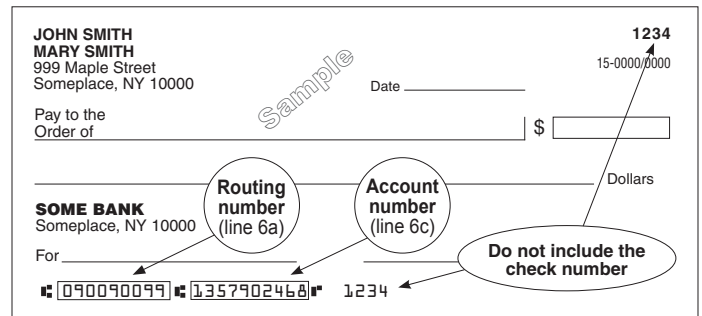 JOHN SMITH 1234
MARY SMITH
999 Maple Street 15-0000/0000
Someplace, NY 10000
Sample
Date
Pay to the
Order of $
Dollars
Routing number (line 6a)
Account number (line 6c)
SOME BANK
Someplace, NY 10000
For
Do not include the check number
090090099 1357902468 1234